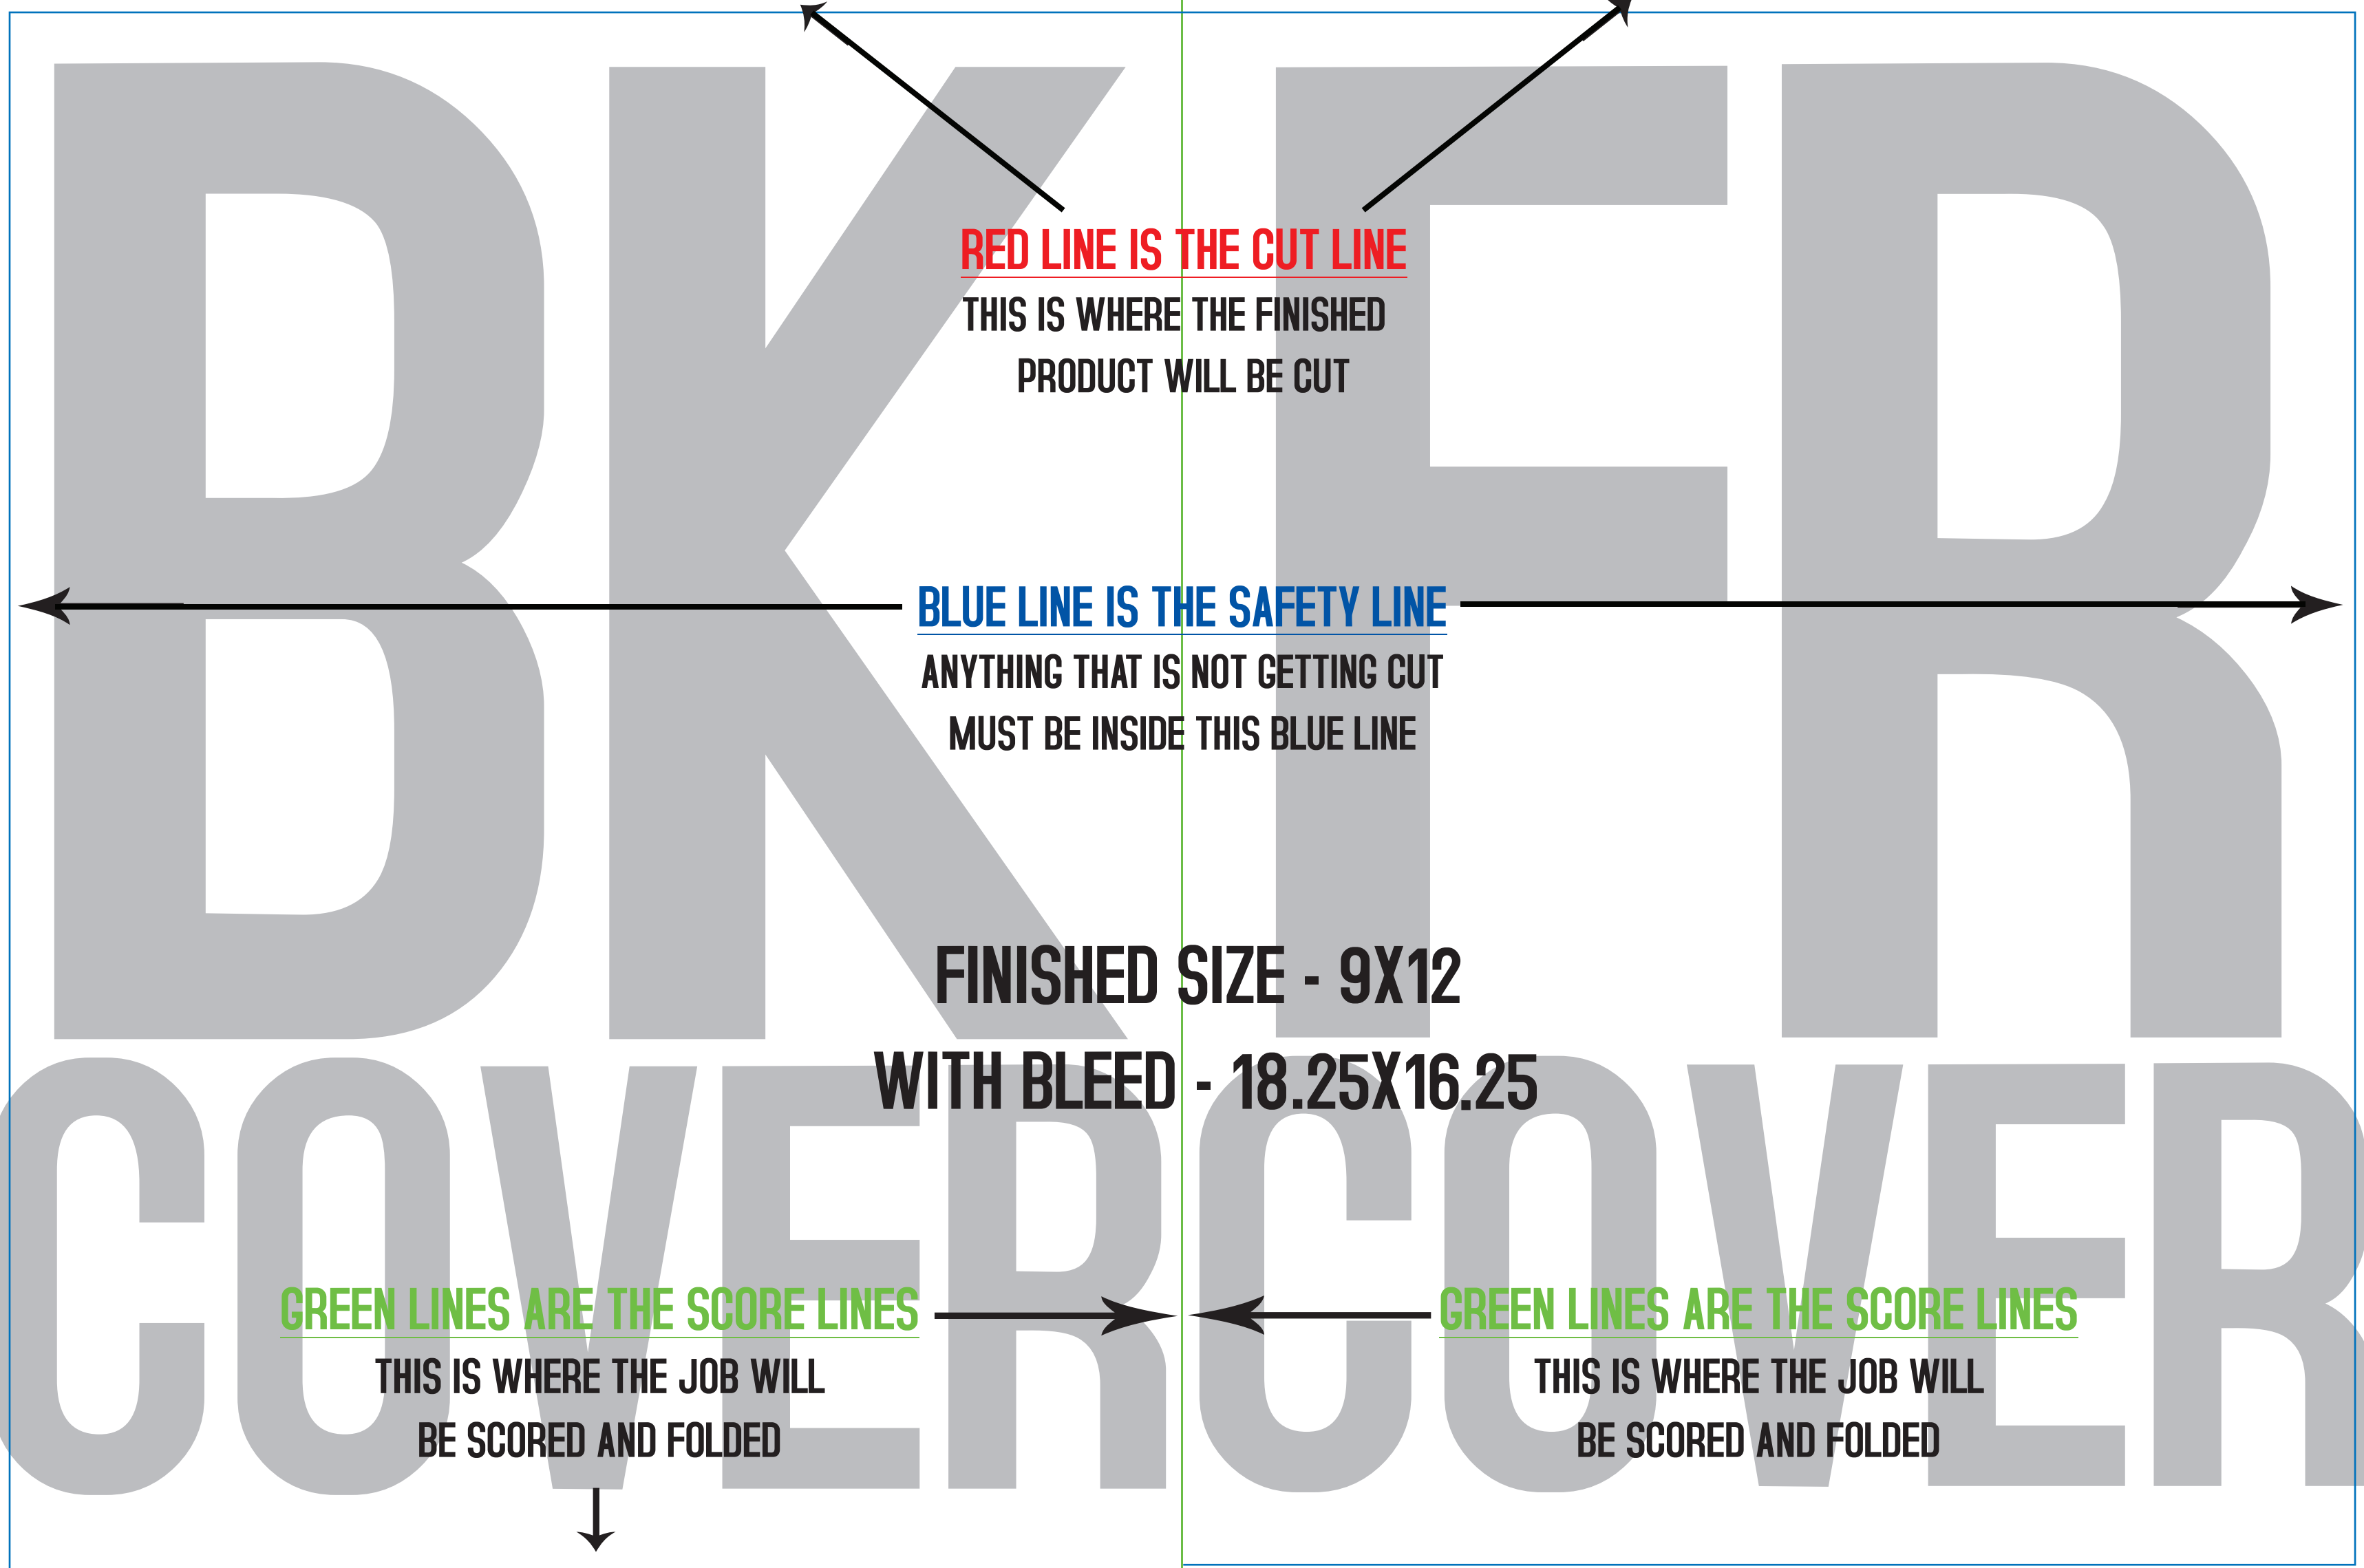 BK FR
RED LINE IS THE CUT LINE
THIS IS WHERE THE FINISHED
PRODUCT WILL BE CUT
BLUE LINE IS THE SAFETY LINE
ANYTHING THAT IS NOT GETTING CUT
MUST BE INSIDE THIS BLUE LINE
FINISHED SIZE - 9X12
WITH BLEED - 18.25X16.25
COVER COVER
GREEN LINES ARE THE SCORE LINES
THIS IS WHERE THE JOB WILL
BE SCORED AND FOLDED
GREEN LINES ARE THE SCORE LINES
THIS IS WHERE THE JOB WILL
BE SCORED AND FOLDED